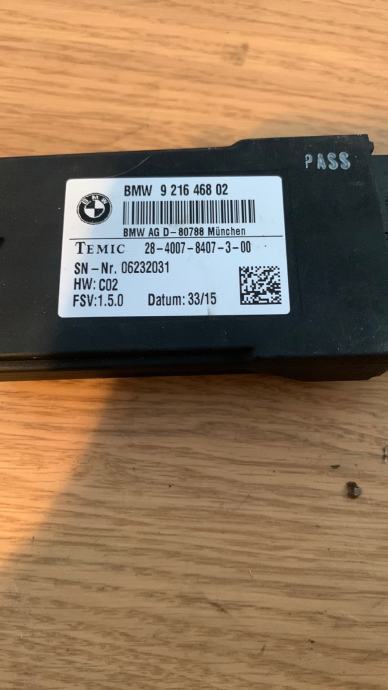 PASS
BMW 9 216 468 02
BMW
BMW AG D-80788 München
TEMIC 28-4007-8407-3-00
SN-Nr. 06232031
HW: C02
FSV:1.5.0 Datum: 33/15